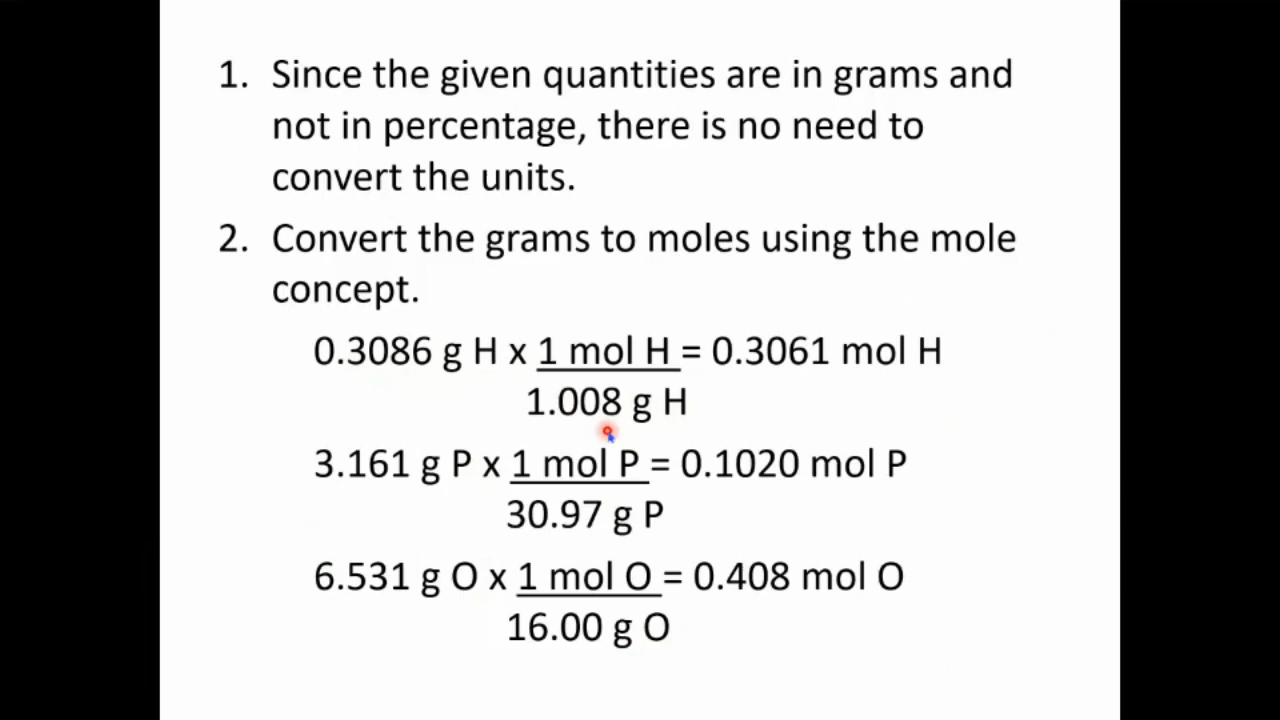 1. Since the given quantities are in grams and
not in percentage, there is no need to
convert the units.
2. Convert the grams to moles using the mole
concept.
0.3086 g H x 1 mol H = 0.3061 mol H
1.008 g H
3.161 g P x 1 mol P = 0.1020 mol P
30.97 g P
6.531 g O x 1 mol O = 0.408 mol O
16.00 g O